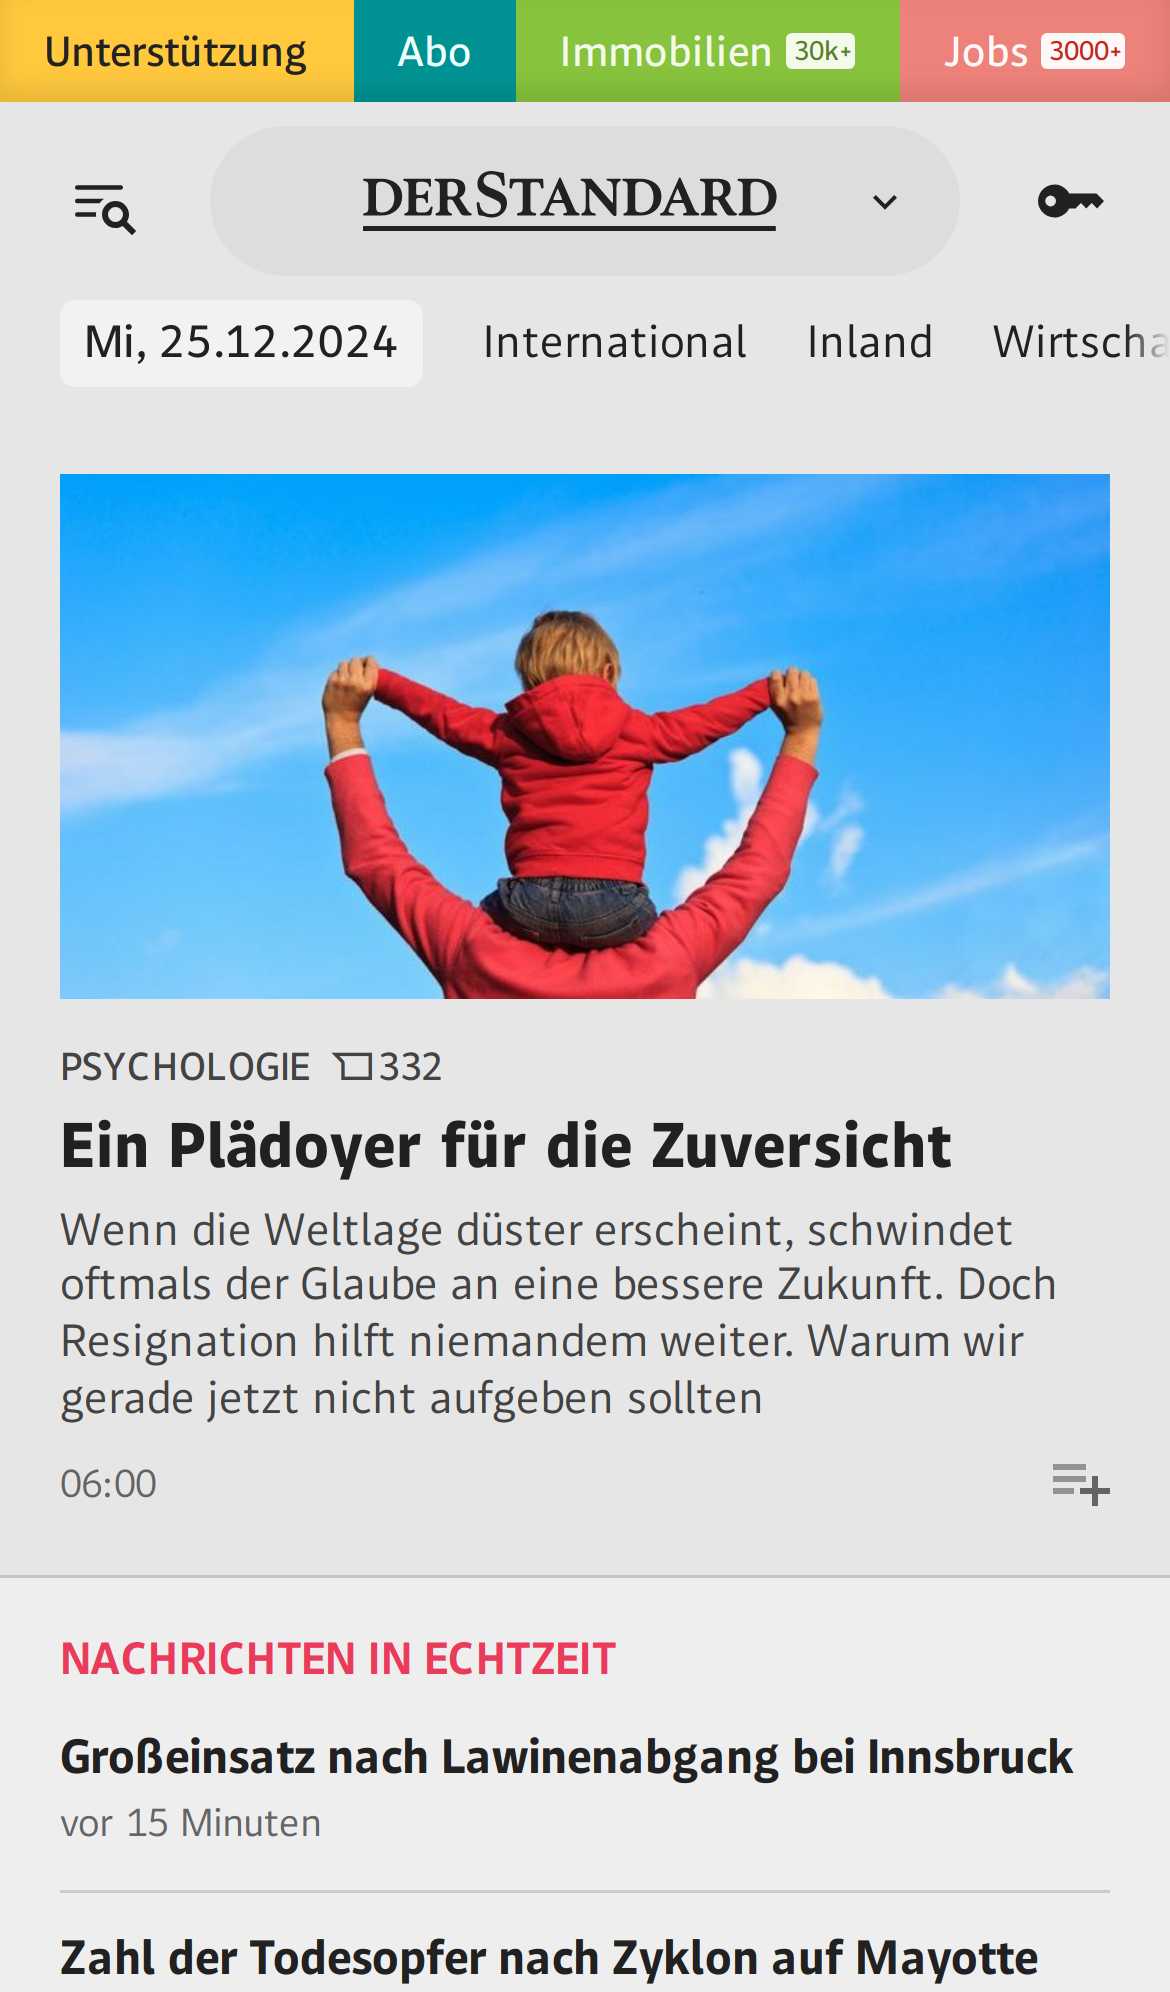 Unterstützung
Abo
Immobilien 30k+
Jobs 3000+
DERSTANDARD
Mi, 25.12.2024
International
Inland
Wirtscha
PSYCHOLOGIE 332
Ein Plädoyer für die Zuversicht
Wenn die Weltlage düster erscheint, schwindet
oftmals der Glaube an eine bessere Zukunft. Doch
Resignation hilft niemandem weiter. Warum wir
gerade jetzt nicht aufgeben sollten
06:00
NACHRICHTEN IN ECHTZEIT
Großeinsatz nach Lawinenabgang bei Innsbruck
vor 15 Minuten
Zahl der Todesopfer nach Zyklon auf Mayotte